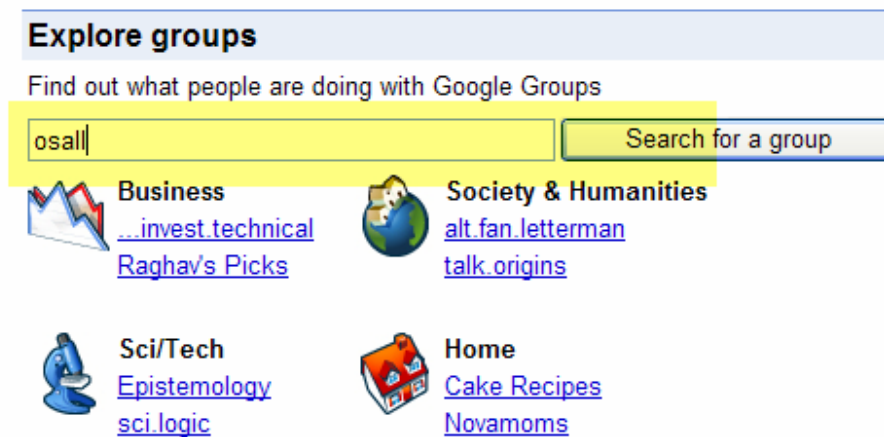 Explore groups
Find out what people are doing with Google Groups
osall Search for a group
Business Society & Humanities
...invest.technical alt.fan.letterman
Raghav's Picks talk.origins
Sci/Tech Home
Epistemology Cake Recipes
sci.logic Novamoms